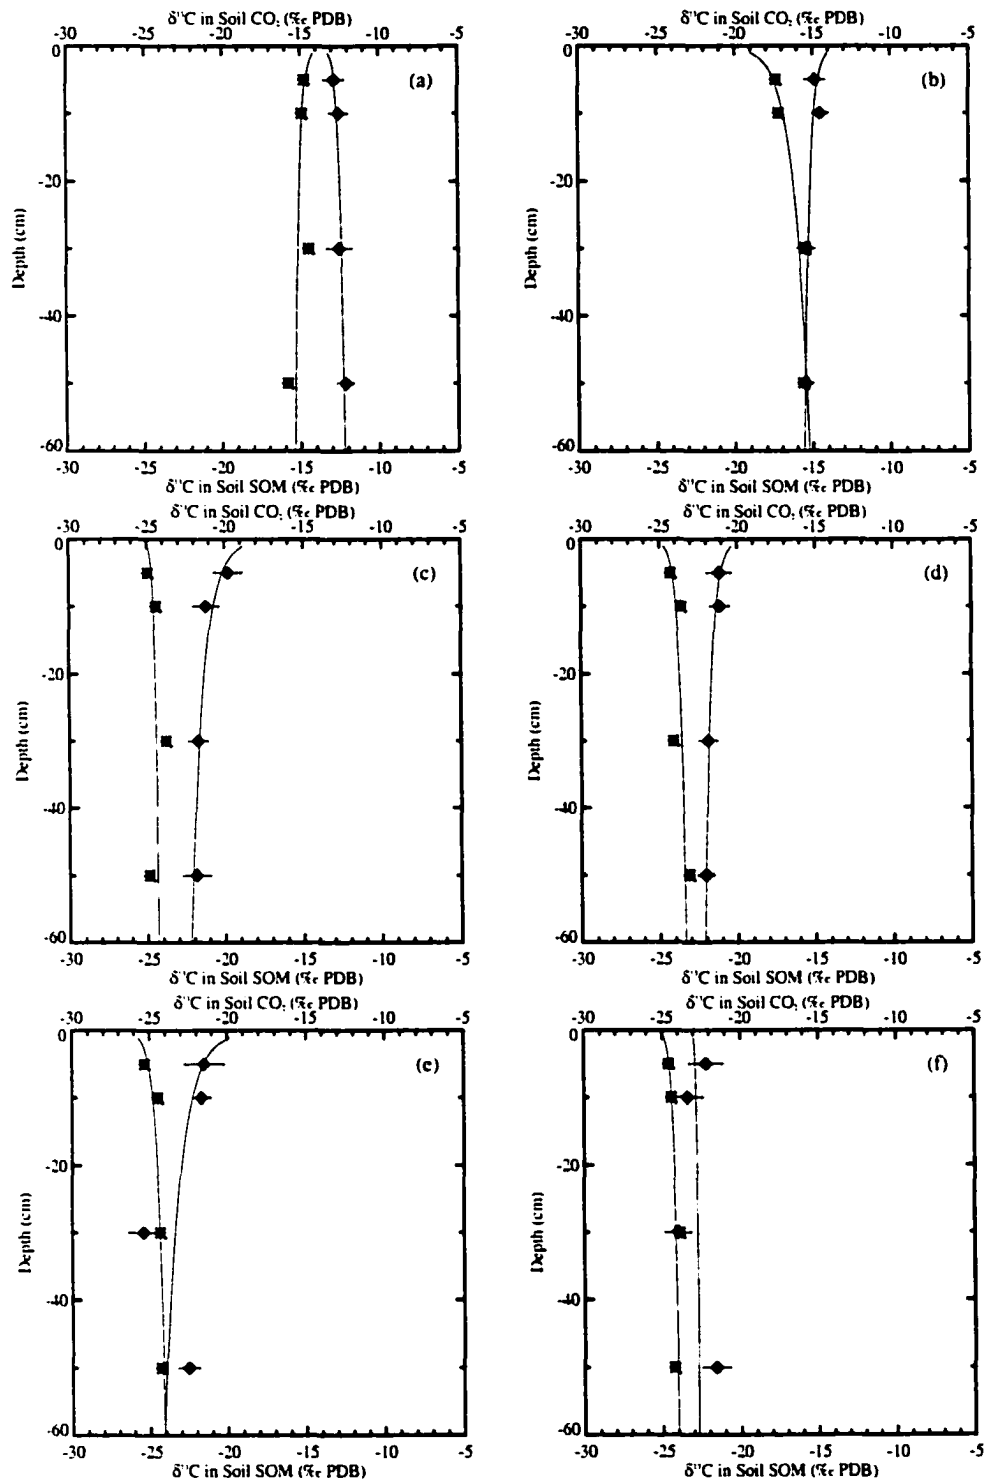 δ¹³C in Soil CO₂ (‰ PDB) δ¹³C in Soil CO₂ (‰ PDB)
-30 -25 -20 -15 -10 -5 -30 -25 -20 -15 -10 -5
0 (a) 0 (b)
-20 -20
Depth (cm) Depth (cm)
-40 -40
-60 -60
-30 -25 -20 -15 -10 -5 -30 -25 -20 -15 -10 -5
δ¹³C in Soil SOM (‰ PDB) δ¹³C in Soil SOM (‰ PDB)
δ¹³C in Soil CO₂ (‰ PDB) δ¹³C in Soil CO₂ (‰ PDB)
-30 -25 -20 -15 -10 -5 -30 -25 -20 -15 -10 -5
0 (c) 0 (d)
-20 -20
Depth (cm) Depth (cm)
-40 -40
-60 -60
-30 -25 -20 -15 -10 -5 -30 -25 -20 -15 -10 -5
δ¹³C in Soil SOM (‰ PDB) δ¹³C in Soil SOM (‰ PDB)
δ¹³C in Soil CO₂ (‰ PDB) δ¹³C in Soil CO₂ (‰ PDB)
-30 -25 -20 -15 -10 -5 -30 -25 -20 -15 -10 -5
0 (e) 0 (f)
-20 -20
Depth (cm) Depth (cm)
-40 -40
-60 -60
-30 -25 -20 -15 -10 -5 -30 -25 -20 -15 -10 -5
δ¹³C in Soil SOM (‰ PDB) δ¹³C in Soil SOM (‰ PDB)